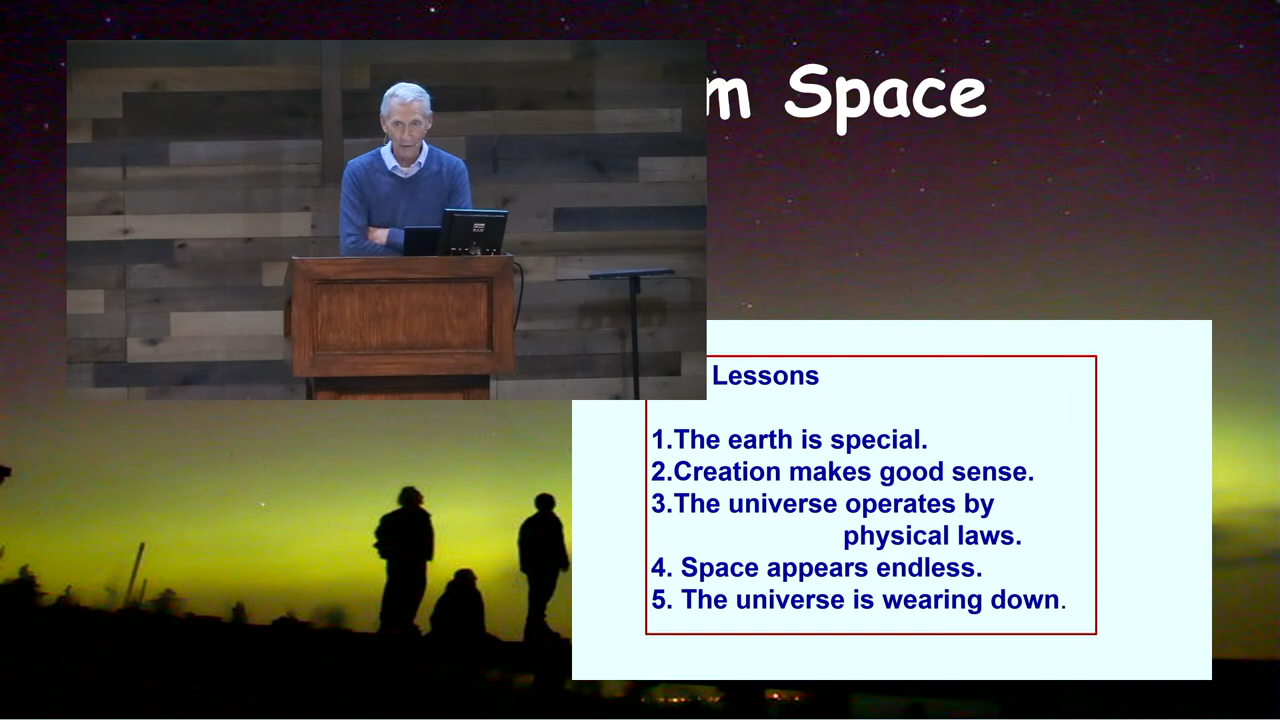 m Space
Lessons
1.The earth is special.
2.Creation makes good sense.
3.The universe operates by
physical laws.
4. Space appears endless.
5. The universe is wearing down.